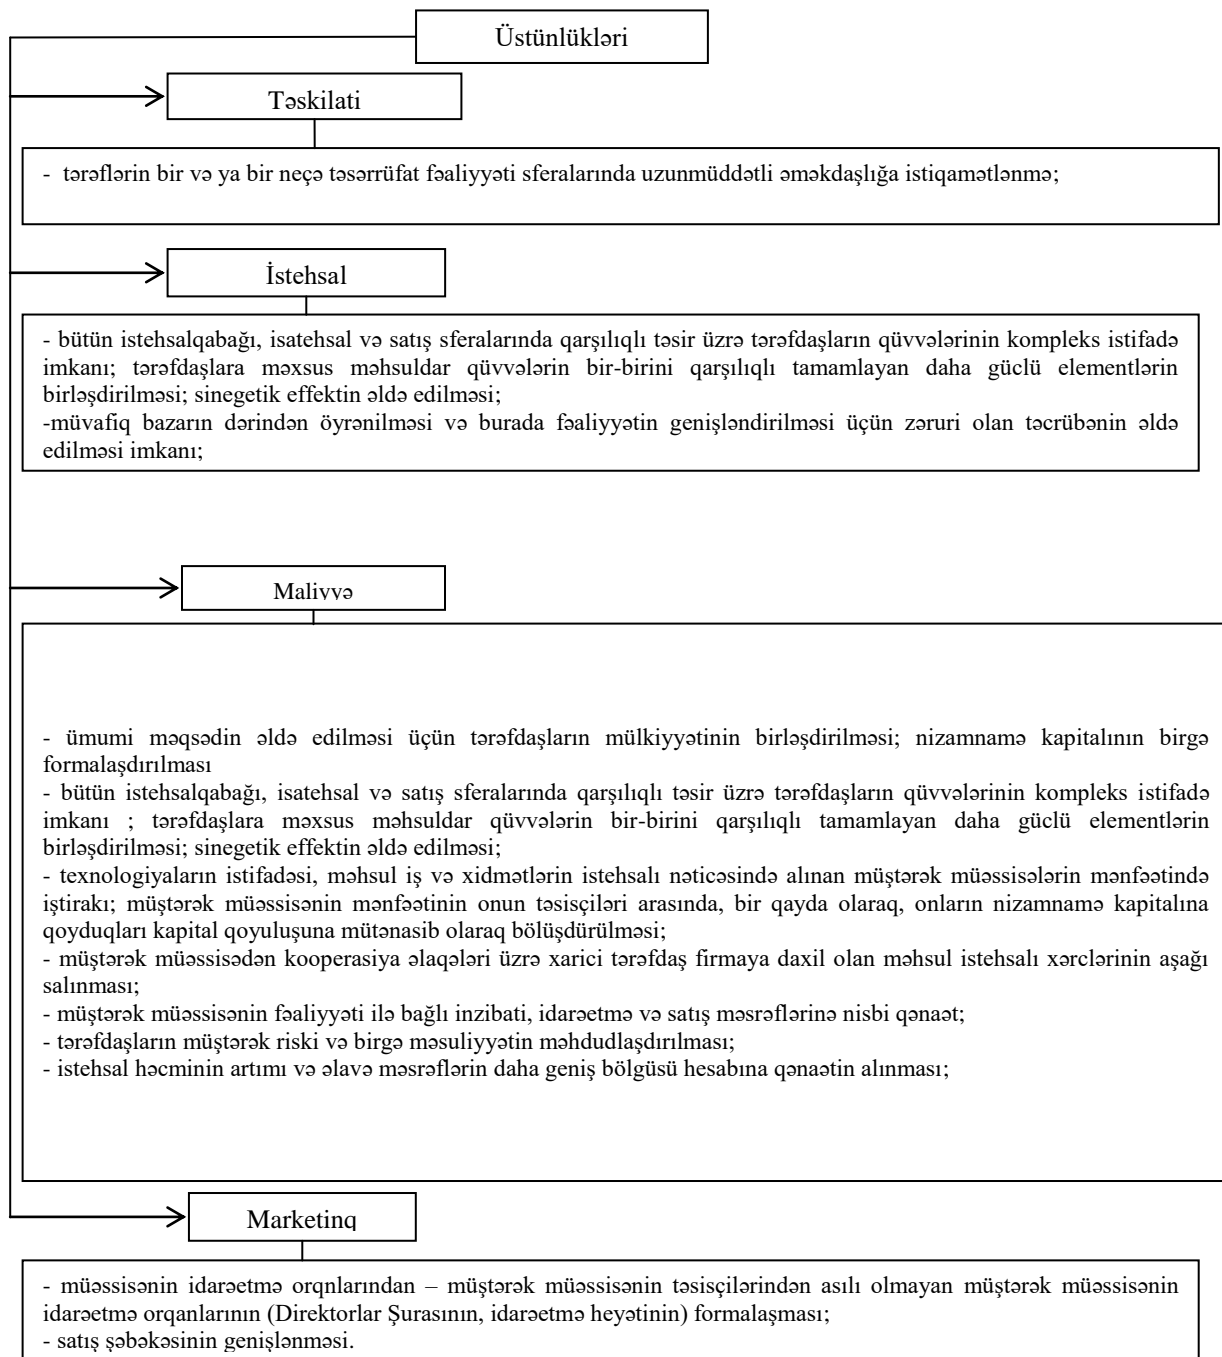 Üstünlükləri
Təşkilati
- tərəflərin bir və ya bir neçə təsərrüfat fəaliyyəti sferalarında uzunmüddətli əməkdaşlığa istiqamətlənmə;
İstehsal
- bütün istehsalqabağı, isatehsal və satış sferalarında qarşılıqlı təsir üzrə tərəfdaşların qüvvələrinin kompleks istifadə
imkanı; tərəfdaşlara məxsus məhsuldar qüvvələrin bir-birini qarşılıqlı tamamlayan daha güclü elementlərin
birləşdirilməsi; sinegetik effektin əldə edilməsi;
-müvafiq bazarın dərindən öyrənilməsi və burada fəaliyyətin genişləndirilməsi üçün zəruri olan təcrübənin əldə
edilməsi imkanı;
Maliyyə
- ümumi məqsədin əldə edilməsi üçün tərəfdaşların mülkiyyətinin birləşdirilməsi; nizamnamə kapitalının birgə
formalaşdırılması
- bütün istehsalqabağı, isatehsal və satış sferalarında qarşılıqlı təsir üzrə tərəfdaşların qüvvələrinin kompleks istifadə
imkanı ; tərəfdaşlara məxsus məhsuldar qüvvələrin bir-birini qarşılıqlı tamamlayan daha güclü elementlərin
birləşdirilməsi; sinegetik effektin əldə edilməsi;
- texnologiyaların istifadəsi, məhsul iş və xidmətlərin istehsalı nəticəsində alınan müştərək müəssisələrin mənfəətində
iştirakı; müştərək müəssisənin mənfəətinin onun təsisçiləri arasında, bir qayda olaraq, onların nizamnamə kapitalına
qoyduqları kapital qoyuluşuna mütənasib olaraq bölüşdürülməsi;
- müştərək müəssisədən kooperasiya əlaqələri üzrə xarici tərəfdaş firmaya daxil olan məhsul istehsalı xərclərinin aşağı
salınması;
- müştərək müəssisənin fəaliyyəti ilə bağlı inzibati, idarəetmə və satış məsrəflərinə nisbi qənaət;
- tərəfdaşların müştərək riski və birgə məsuliyyətin məhdudlaşdırılması;
- istehsal həcminin artımı və əlavə məsrəflərin daha geniş bölgüsü hesabına qənaətin alınması;
Marketinq
- müəssisənin idarəetmə orqnlarından – müştərək müəssisənin təsisçilərindən asılı olmayan müştərək müəssisənin
idarəetmə orqanlarının (Direktorlar Şurasının, idarəetmə heyətinin) formalaşması;
- satış şəbəkəsinin genişlənməsi.